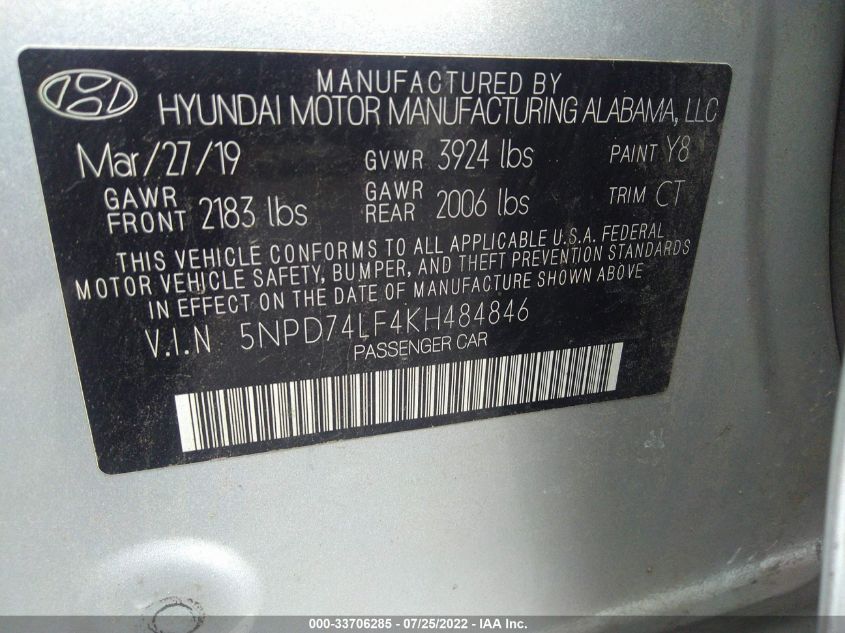 MANUFACTURED BY
HYUNDAI MOTOR MANUFACTURING ALABAMA, LLC
Mar/27/19 GVWR 3924 lbs PAINT Y8
GAWR FRONT 2183 lbs GAWR REAR 2006 lbs TRIM CT
THIS VEHICLE CONFORMS TO ALL APPLICABLE U.S.A. FEDERAL
MOTOR VEHICLE SAFETY, BUMPER, AND THEFT PREVENTION STANDARDS
IN EFFECT ON THE DATE OF MANUFACTURE SHOWN ABOVE
V.I.N 5NPD74LF4KH484846
PASSENGER CAR
000-33706285 - 07/25/2022 - IAA Inc.